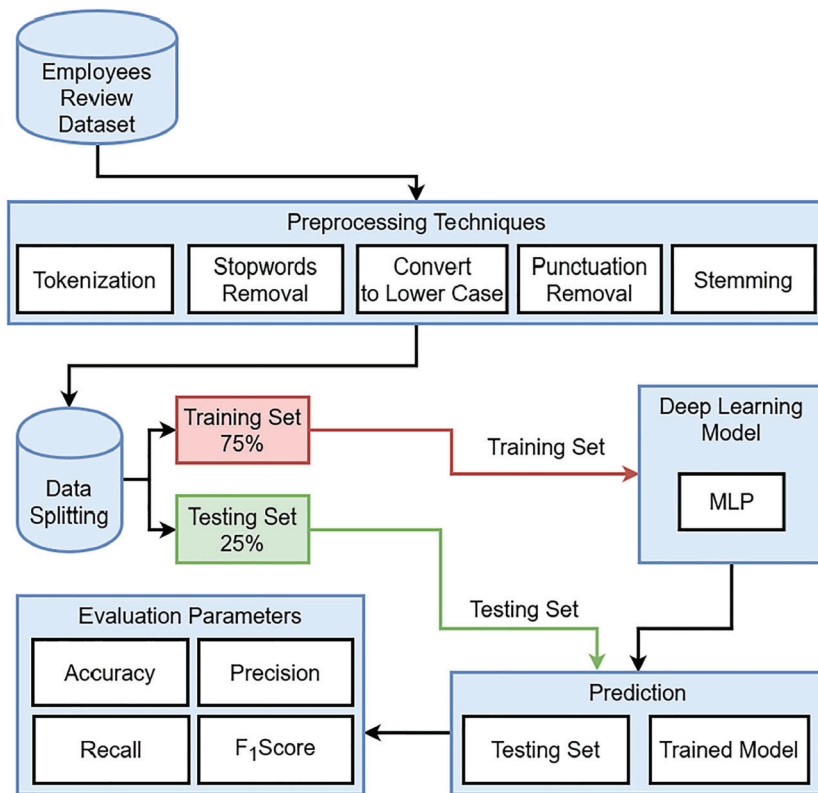 Employees
Review
Dataset
Preprocessing Techniques
Tokenization
Stopwords
Removal
Convert
to Lower Case
Punctuation
Removal
Stemming
Training Set
75%
Training Set
Deep Learning
Model
MLP
Data
Splitting
Testing Set
25%
Testing Set
Evaluation Parameters
Accuracy
Precision
Recall
F₁Score
Prediction
Testing Set
Trained Model